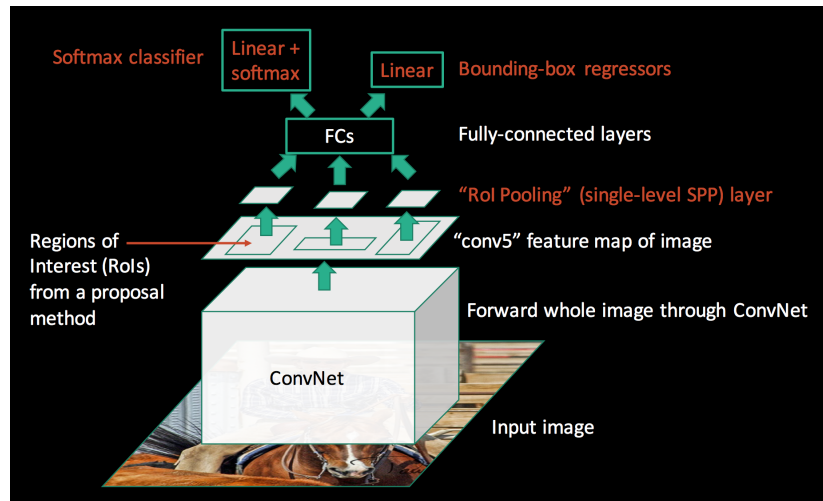 Softmax classifier
Linear +
softmax
Linear
Bounding-box regressors
FCs
Fully-connected layers
“RoI Pooling” (single-level SPP) layer
Regions of
Interest (RoIs)
from a proposal
method
“conv5” feature map of image
Forward whole image through ConvNet
ConvNet
Input image